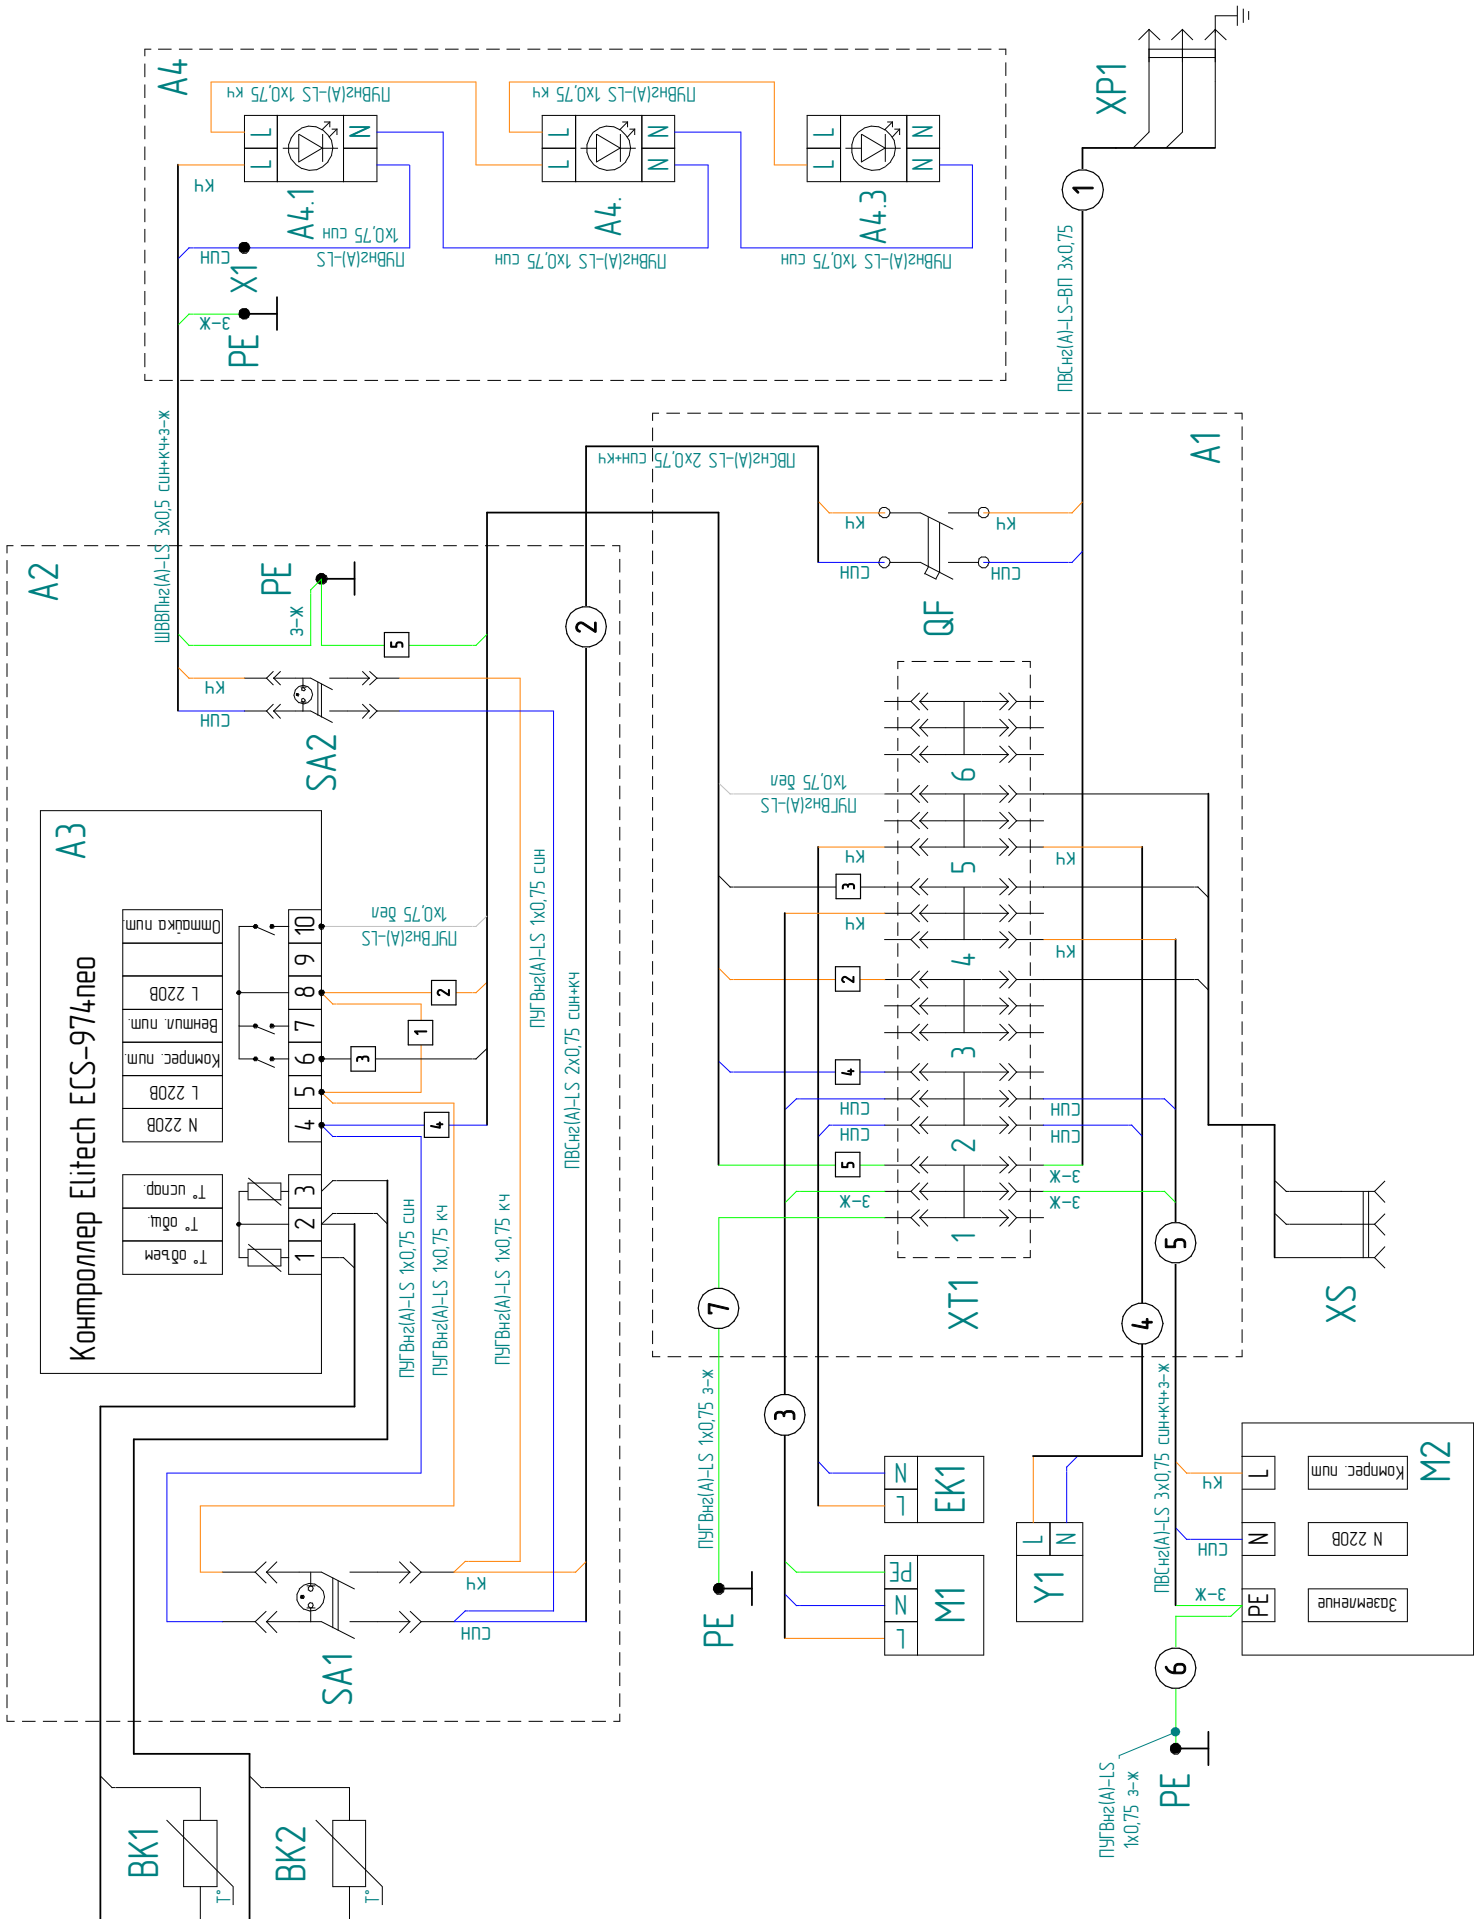 A4
ПУВнг(А)-LS 1х0,75 кч
ПУВнг(А)-LS 1х0,75 кч
L
L
N
A4.1
L
L
N
N
A4.
L
L
N
N
A4.3
КЧ
СИН
X1
З-Ж
PE
ПУВнг(А)-LS
1х0,75 син
ПУВнг(А)-LS 1х0,75 син
ПУВнг(А)-LS 1х0,75 син
XP1
1
ПВСнг(А)-LS-ВП 3х0,75
ШВВПнг(А)-LS 3х0,5 СИН+КЧ+З-Ж
A2
PE
З-Ж
5
КЧ
СИН
SA2
2
ПВСнг(А)-LS 2х0,75 СИН+КЧ
A1
КЧ
КЧ
СИН
СИН
QF
A3
Контроллер Elitech ECS-974neo
Оттайка пит.
L 220В
Вентил. пит.
Компрес. пит.
L 220В
N 220В
Т° испар.
Т° общ.
Т° объем
10
9
8
7
6
5
4
3
2
1
ПУГВнг(А)-LS
1х0,75 бел
2
1
3
4
ПУГВнг(А)-LS 1х0,75 син
ПУГВнг(А)-LS 1х0,75 кч
ПУГВнг(А)-LS 1х0,75 кч
ПУГВнг(А)-LS 1х0,75 син
ПВСнг(А)-LS 2х0,75 син+кч
КЧ
СИН
SA1
ПУГВнг(А)-LS
1х0,75 бел
6
КЧ
КЧ
5
3
КЧ
КЧ
4
2
3
4
СИН
СИН
СИН
СИН
2
5
З-Ж
З-Ж
З-Ж
1
XT1
7
ПУГВнг(А)-LS 1х0,75 з-ж
PE
3
4
5
XS
L
N
EK1
PE
N
L
M1
L
N
Y1
ПВСнг(А)-LS 3х0,75 СИН+КЧ+З-Ж
КЧ
СИН
З-Ж
L
N
PE
Компрес. пит
N 220В
Заземление
M2
6
ПУГВнг(А)-LS
1х0,75 з-ж
PE
BK1
Т°
BK2
Т°